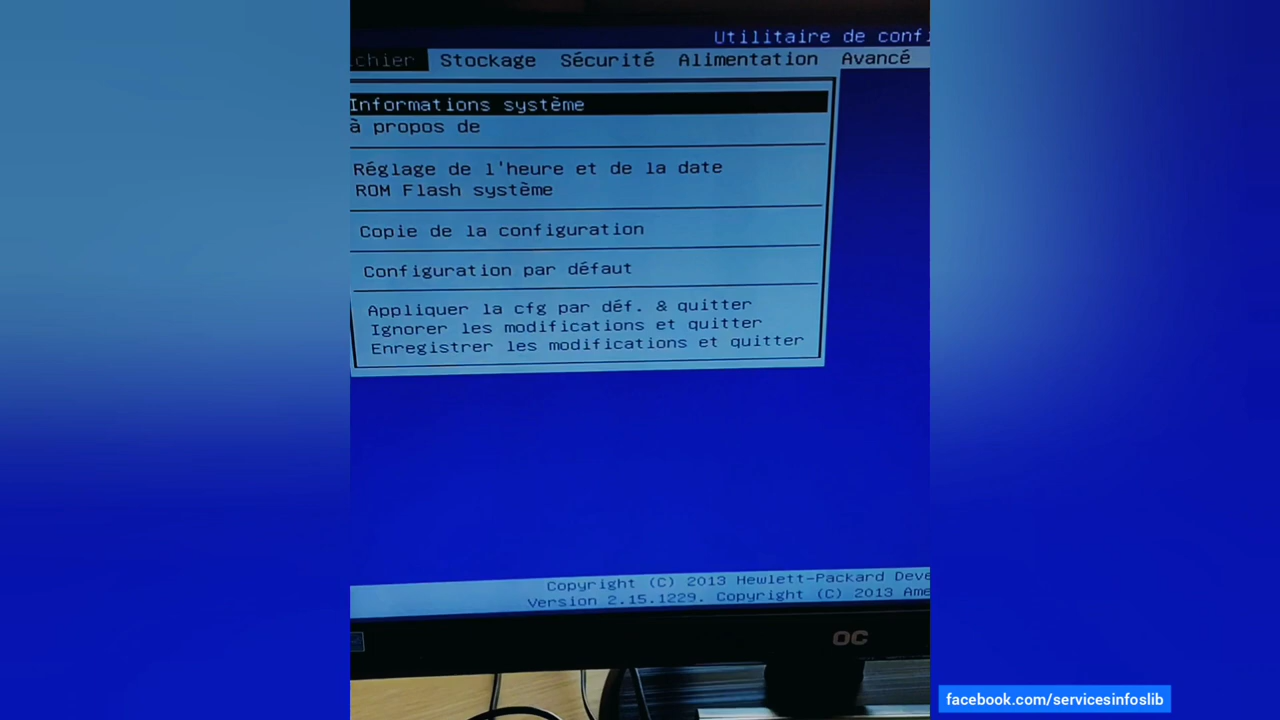 Utilitaire de conf
chier Stockage Sécurité Alimentation Avancé
Informations système
à propos de
Réglage de l'heure et de la date
ROM Flash système
Copie de la configuration
Configuration par défaut
Appliquer la cfg par déf. & quitter
Ignorer les modifications et quitter
Enregistrer les modifications et quitter
Copyright (C) 2013 Hewlett-Packard Deve
Version 2.15.1229. Copyright (C) 2013 Ame
OC
facebook.com/servicesinfoslib